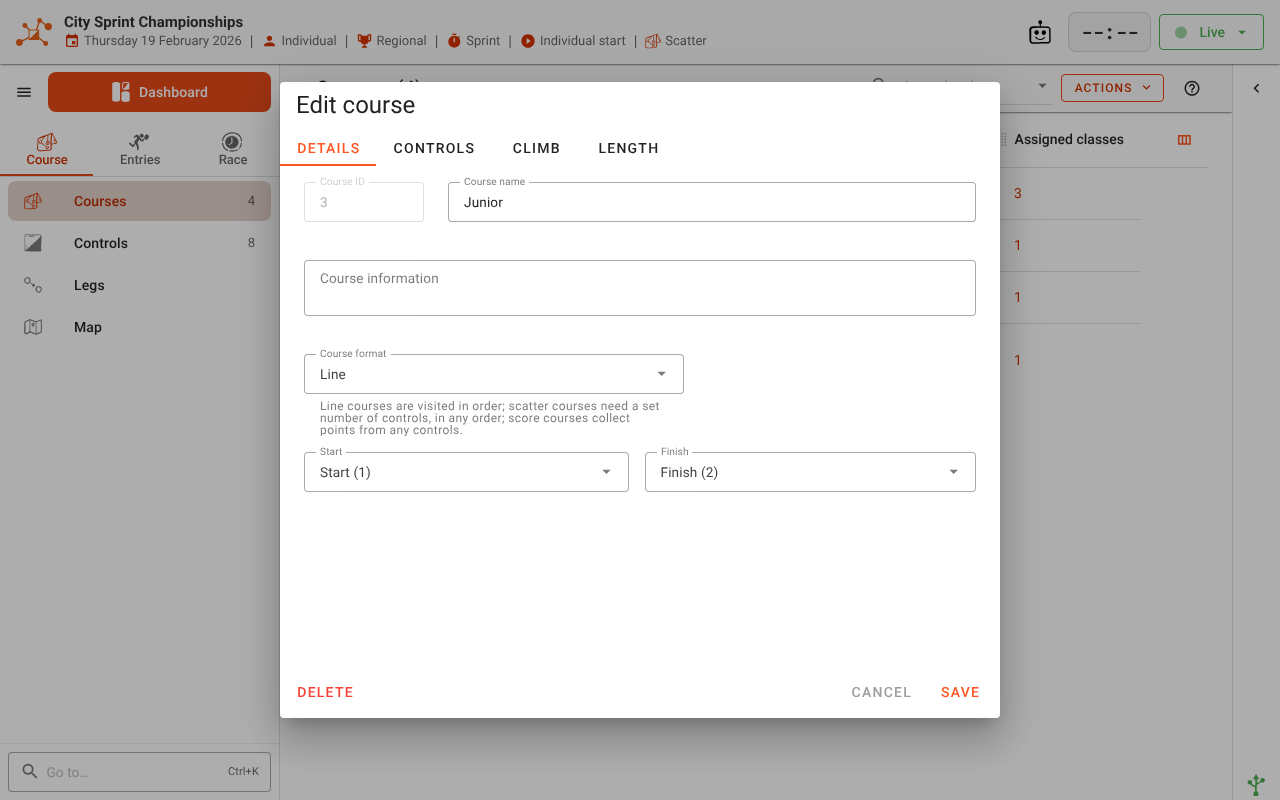 City Sprint Championships
Thursday 19 February 2026 | Individual | Regional | Sprint | Individual start | Scatter
--:--
Live
Dashboard
ACTIONS
Course
Entries
Race
Assigned classes
Courses 4
Controls 8
Legs
Map
3
1
1
1
Edit course
DETAILS
CONTROLS
CLIMB
LENGTH
Course ID
3
Course name
Junior
Course information
Course format
Line
Line courses are visited in order; scatter courses need a set
number of controls, in any order; score courses collect
points from any controls.
Start
Start (1)
Finish
Finish (2)
DELETE
CANCEL
SAVE
Go to...
Ctrl+K